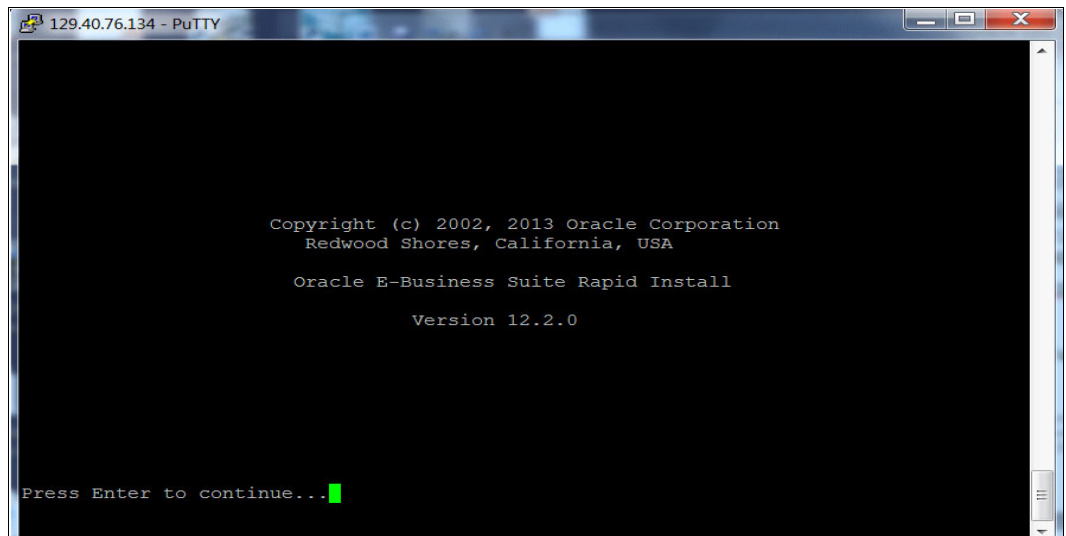 129.40.76.134 - PuTTY
Copyright (c) 2002, 2013 Oracle Corporation
Redwood Shores, California, USA
Oracle E-Business Suite Rapid Install
Version 12.2.0
Press Enter to continue...